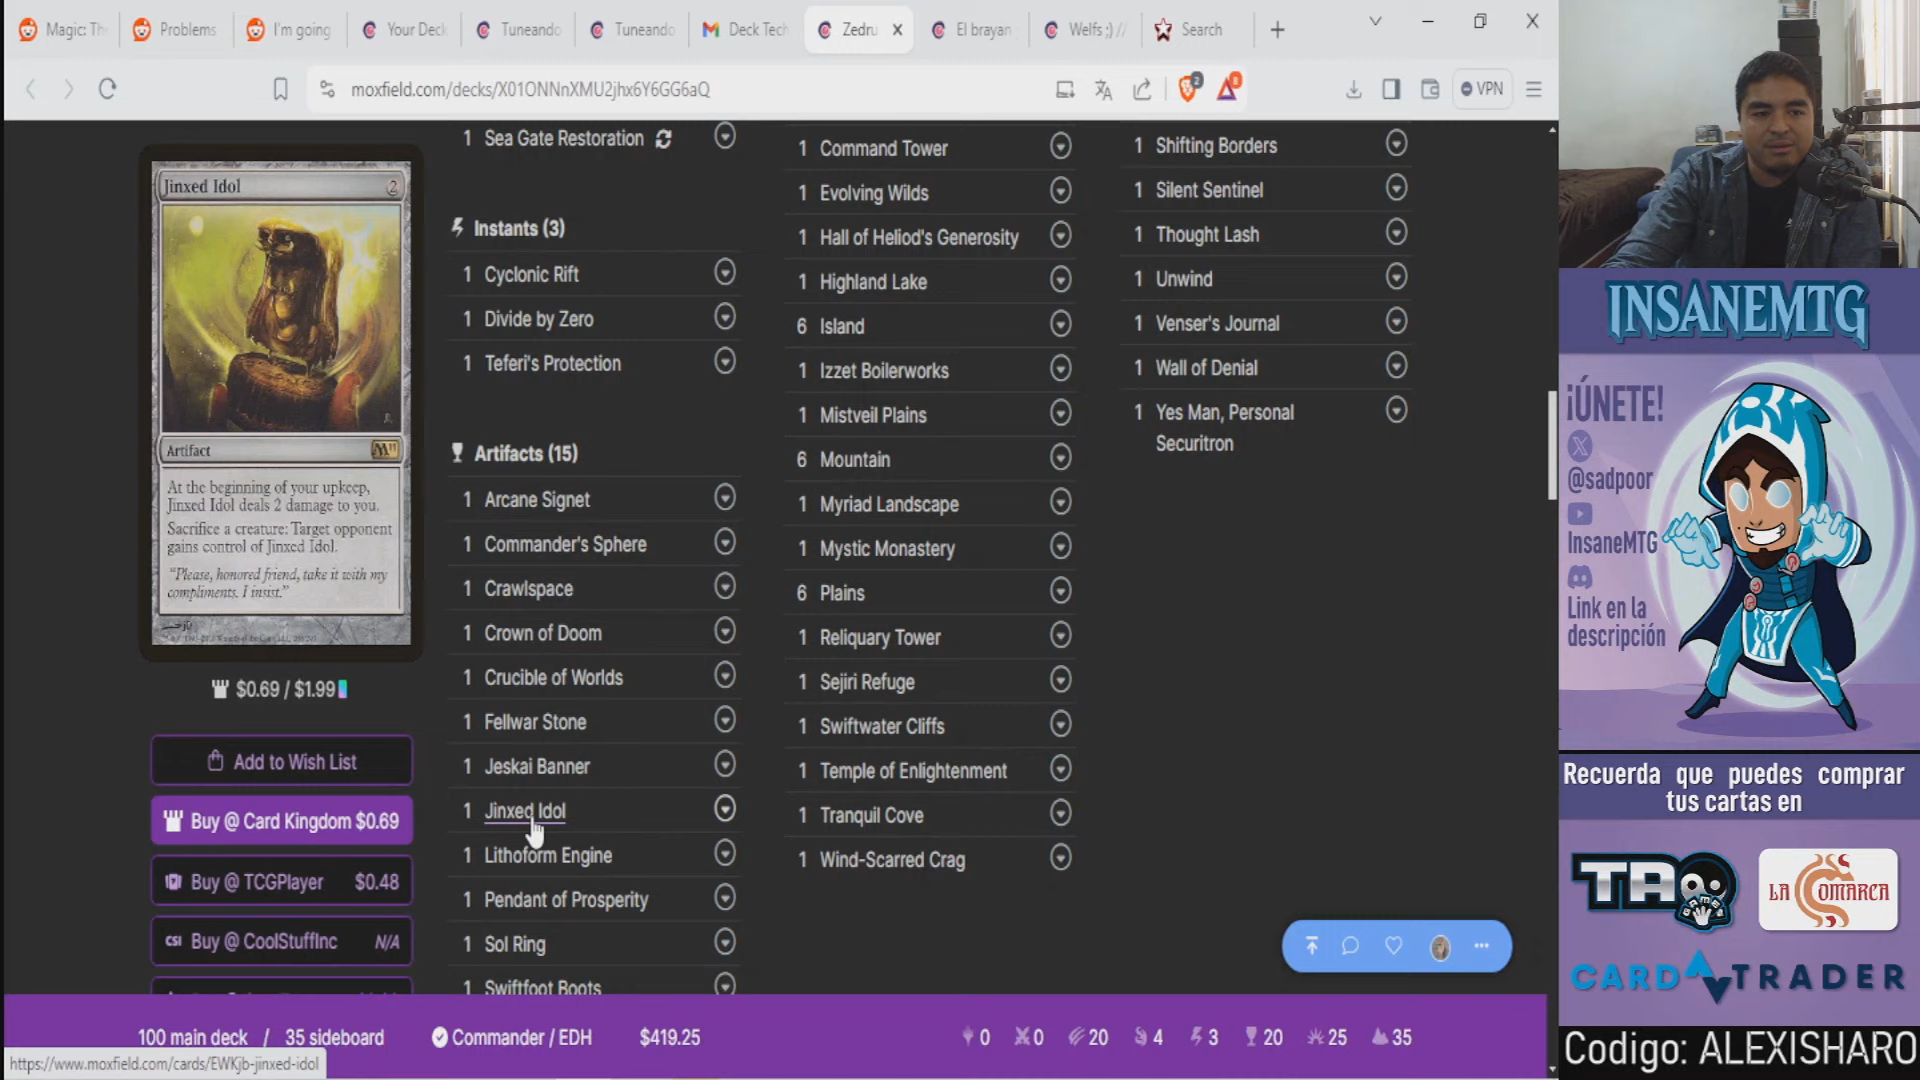 Magic: Th
Problems
I'm going
Your Deck
Tuneando
Tuneando
Deck Tech
Zedru
El brayan
Welfs ;) //
Search
moxfield.com/decks/X01ONNnXMU2jhx6Y6GG6aQ
2
8
VPN
Jinxed Idol
2
Artifact
M11
At the beginning of your upkeep,
Jinxed Idol deals 2 damage to you.
Sacrifice a creature: Target opponent
gains control of Jinxed Idol.
"Please, honored friend, take it with my
compliments. I insist."
$0.69 / $1.99
Add to Wish List
Buy @ Card Kingdom $0.69
Buy @ TCGPlayer $0.48
CSI Buy @ CoolStuffInc N/A
1 Sea Gate Restoration
Instants (3)
1 Cyclonic Rift
1 Divide by Zero
1 Teferi's Protection
Artifacts (15)
1 Arcane Signet
1 Commander's Sphere
1 Crawlspace
1 Crown of Doom
1 Crucible of Worlds
1 Fellwar Stone
1 Jeskai Banner
1 Jinxed Idol
1 Lithoform Engine
1 Pendant of Prosperity
1 Sol Ring
1 Swiftfoot Boots
1 Command Tower
1 Evolving Wilds
1 Hall of Heliod's Generosity
1 Highland Lake
6 Island
1 Izzet Boilerworks
1 Mistveil Plains
6 Mountain
1 Myriad Landscape
1 Mystic Monastery
6 Plains
1 Reliquary Tower
1 Sejiri Refuge
1 Swiftwater Cliffs
1 Temple of Enlightenment
1 Tranquil Cove
1 Wind-Scarred Crag
1 Shifting Borders
1 Silent Sentinel
1 Thought Lash
1 Unwind
1 Venser's Journal
1 Wall of Denial
1 Yes Man, Personal
Securitron
100 main deck / 35 sideboard
Commander / EDH
$419.25
0 0 20 4 3 20 25 35
https://www.moxfield.com/cards/EWKjb-jinxed-idol
INSANEMTG
¡ÚNETE!
@sadpoor
InsaneMTG
Link en la
descripción
Recuerda que puedes comprar
tus cartas en
TAO
GAMES
LA COMARCA
CARD TRADER
Codigo: ALEXISHARO